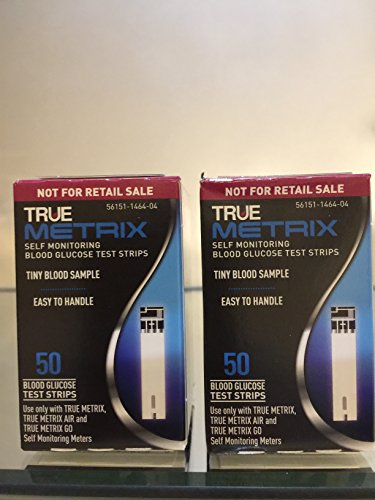 NOT FOR RETAIL SALE
56151-1464-04
TRUE
METRIX
SELF MONITORING
BLOOD GLUCOSE TEST STRIPS
TINY BLOOD SAMPLE
EASY TO HANDLE
50
BLOOD GLUCOSE
TEST STRIPS
Use only with TRUE METRIX,
TRUE METRIX AIR and
TRUE METRIX GO
Self Monitoring Meters
NOT FOR RETAIL SALE
56151-1464-04
TRUE
METRIX
SELF MONITORING
BLOOD GLUCOSE TEST STRIPS
TINY BLOOD SAMPLE
EASY TO HANDLE
50
BLOOD GLUCOSE
TEST STRIPS
Use only with TRUE METRIX,
TRUE METRIX AIR and
TRUE METRIX GO
Self Monitoring Meters